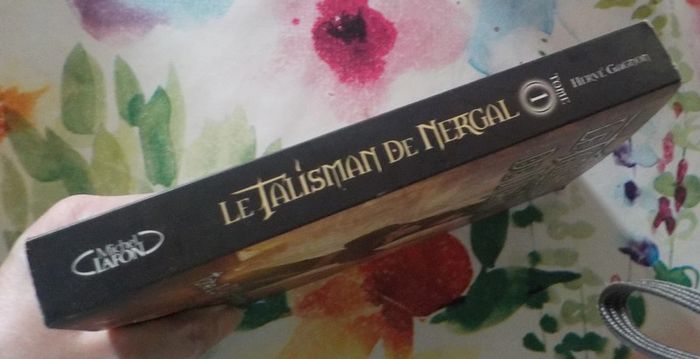 Michel
LAFON
LE TALISMAN DE NERGAL
TOME
1
HERVÉ GAGNON